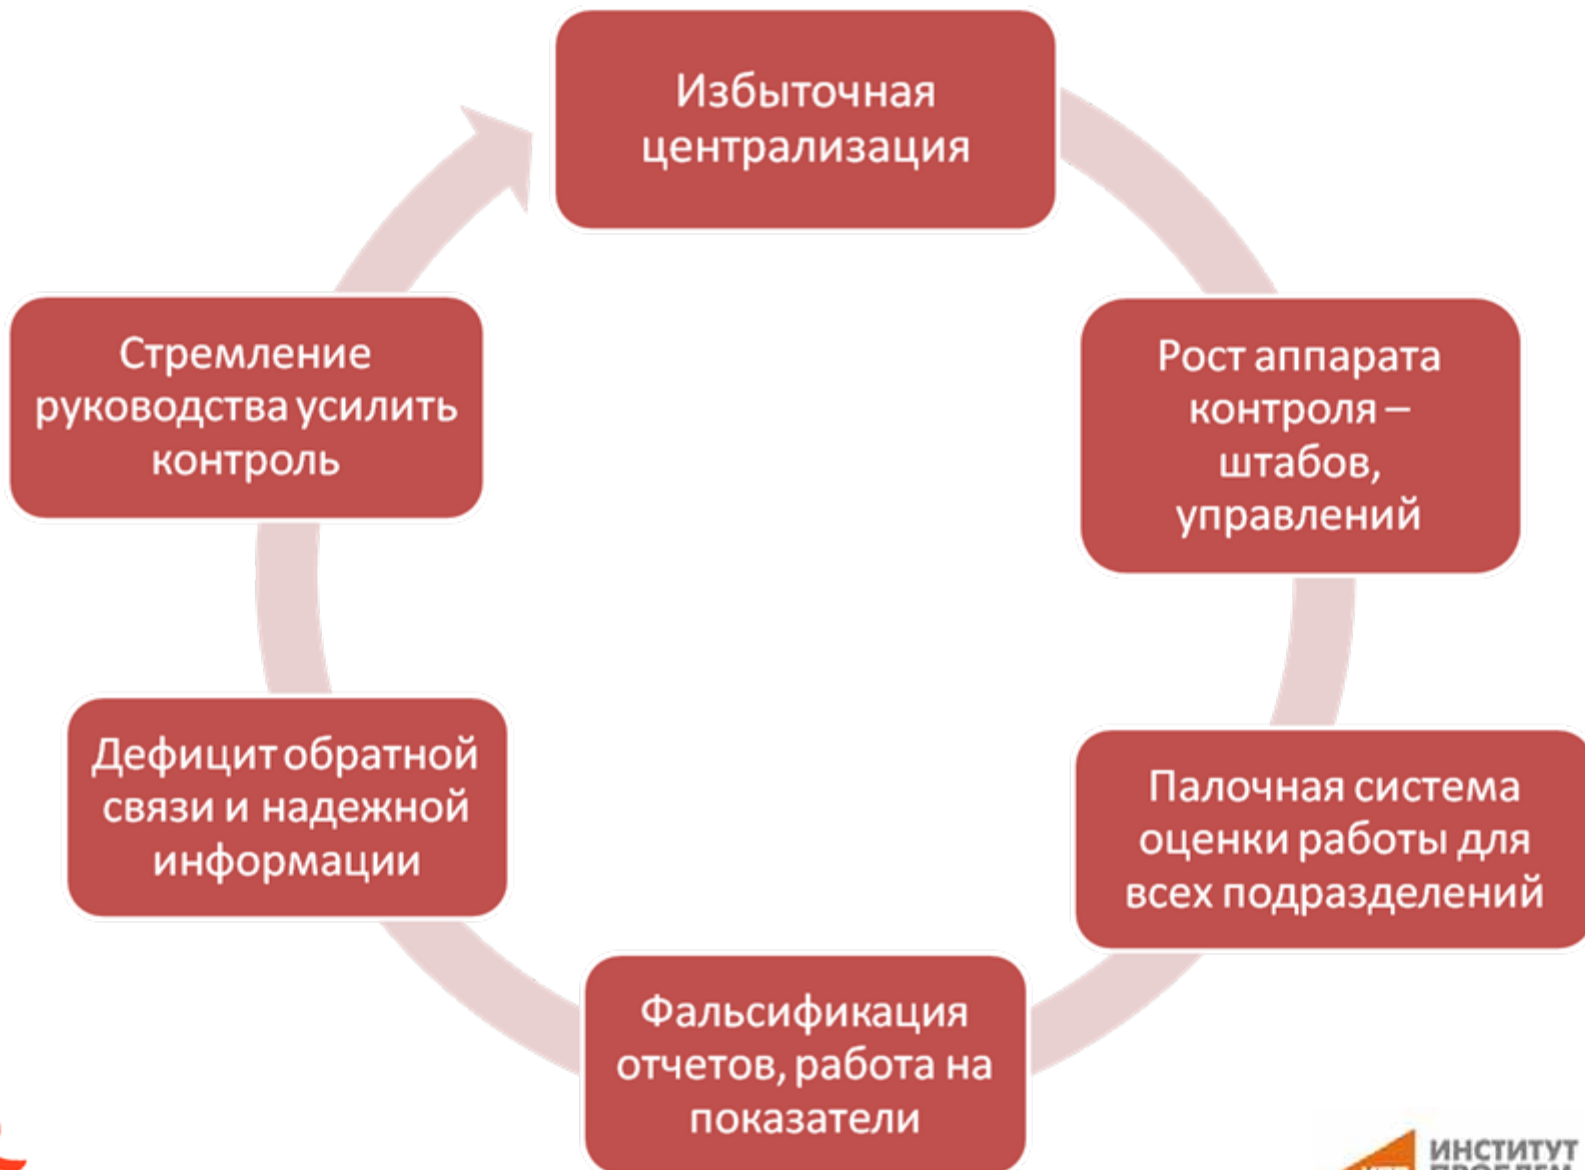 Избыточная
централизация
Рост аппарата
контроля –
штабов,
управлений
Палочная система
оценки работы для
всех подразделений
Фальсификация
отчетов, работа на
показатели
Дефицит обратной
связи и надежной
информации
Стремление
руководства усилить
контроль
ИНСТИТУТ
ПРОБЛЕМ